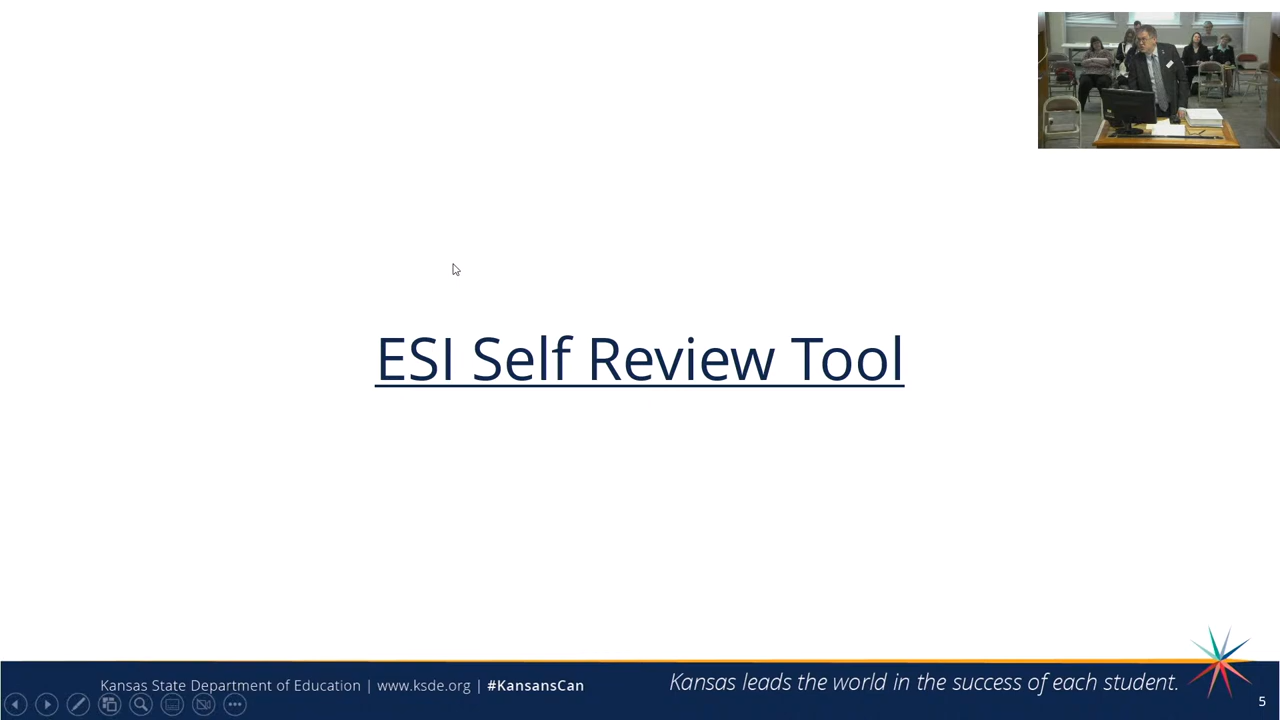 ESI Self Review Tool
Kansas State Department of Education | www.ksde.org | #KansansCan
Kansas leads the world in the success of each student.
5